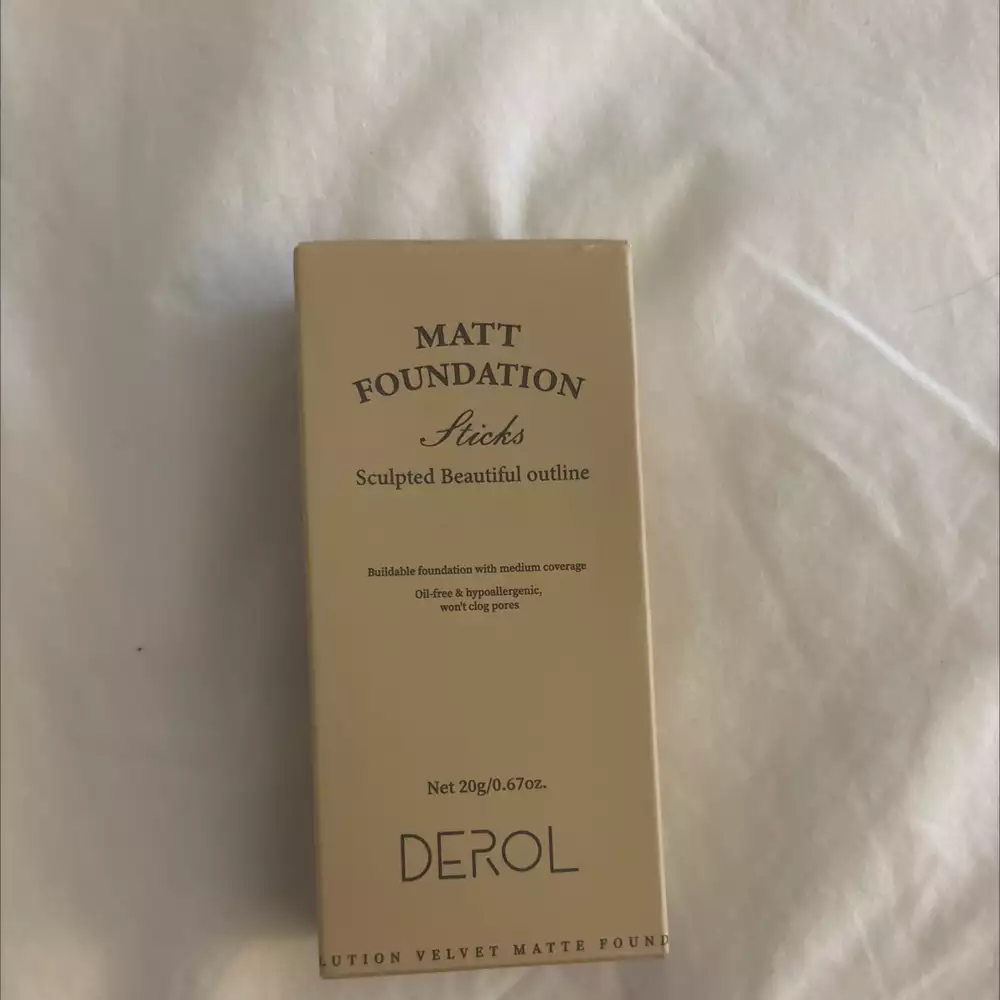 MATT
FOUNDATION
Sticks
Sculpted Beautiful outline
Buildable foundation with medium coverage
Oil-free & hypoallergenic,
won't clog pores
Net 20g/0.67oz.
DEROL
LUTION VELVET MATTE FOUND